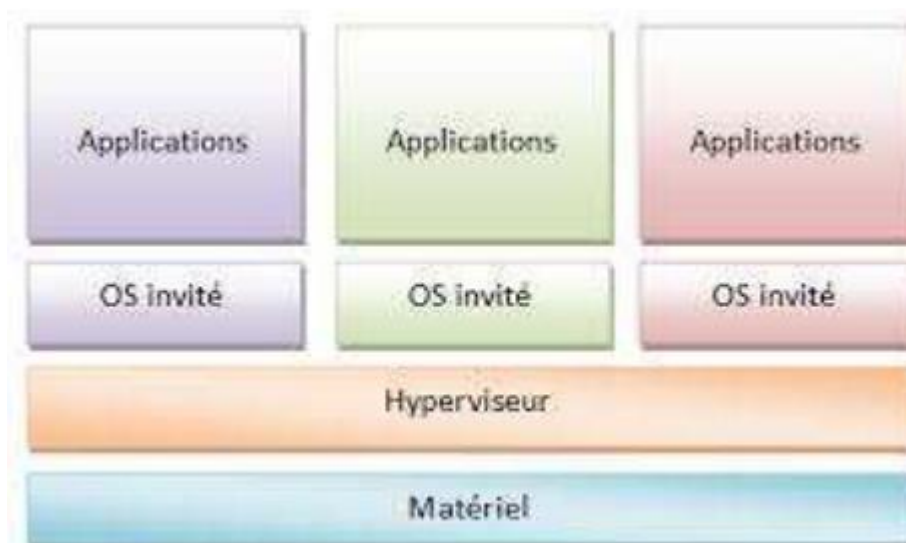 Applications Applications Applications
OS invité OS invité OS invité
Hyperviseur
Matériel